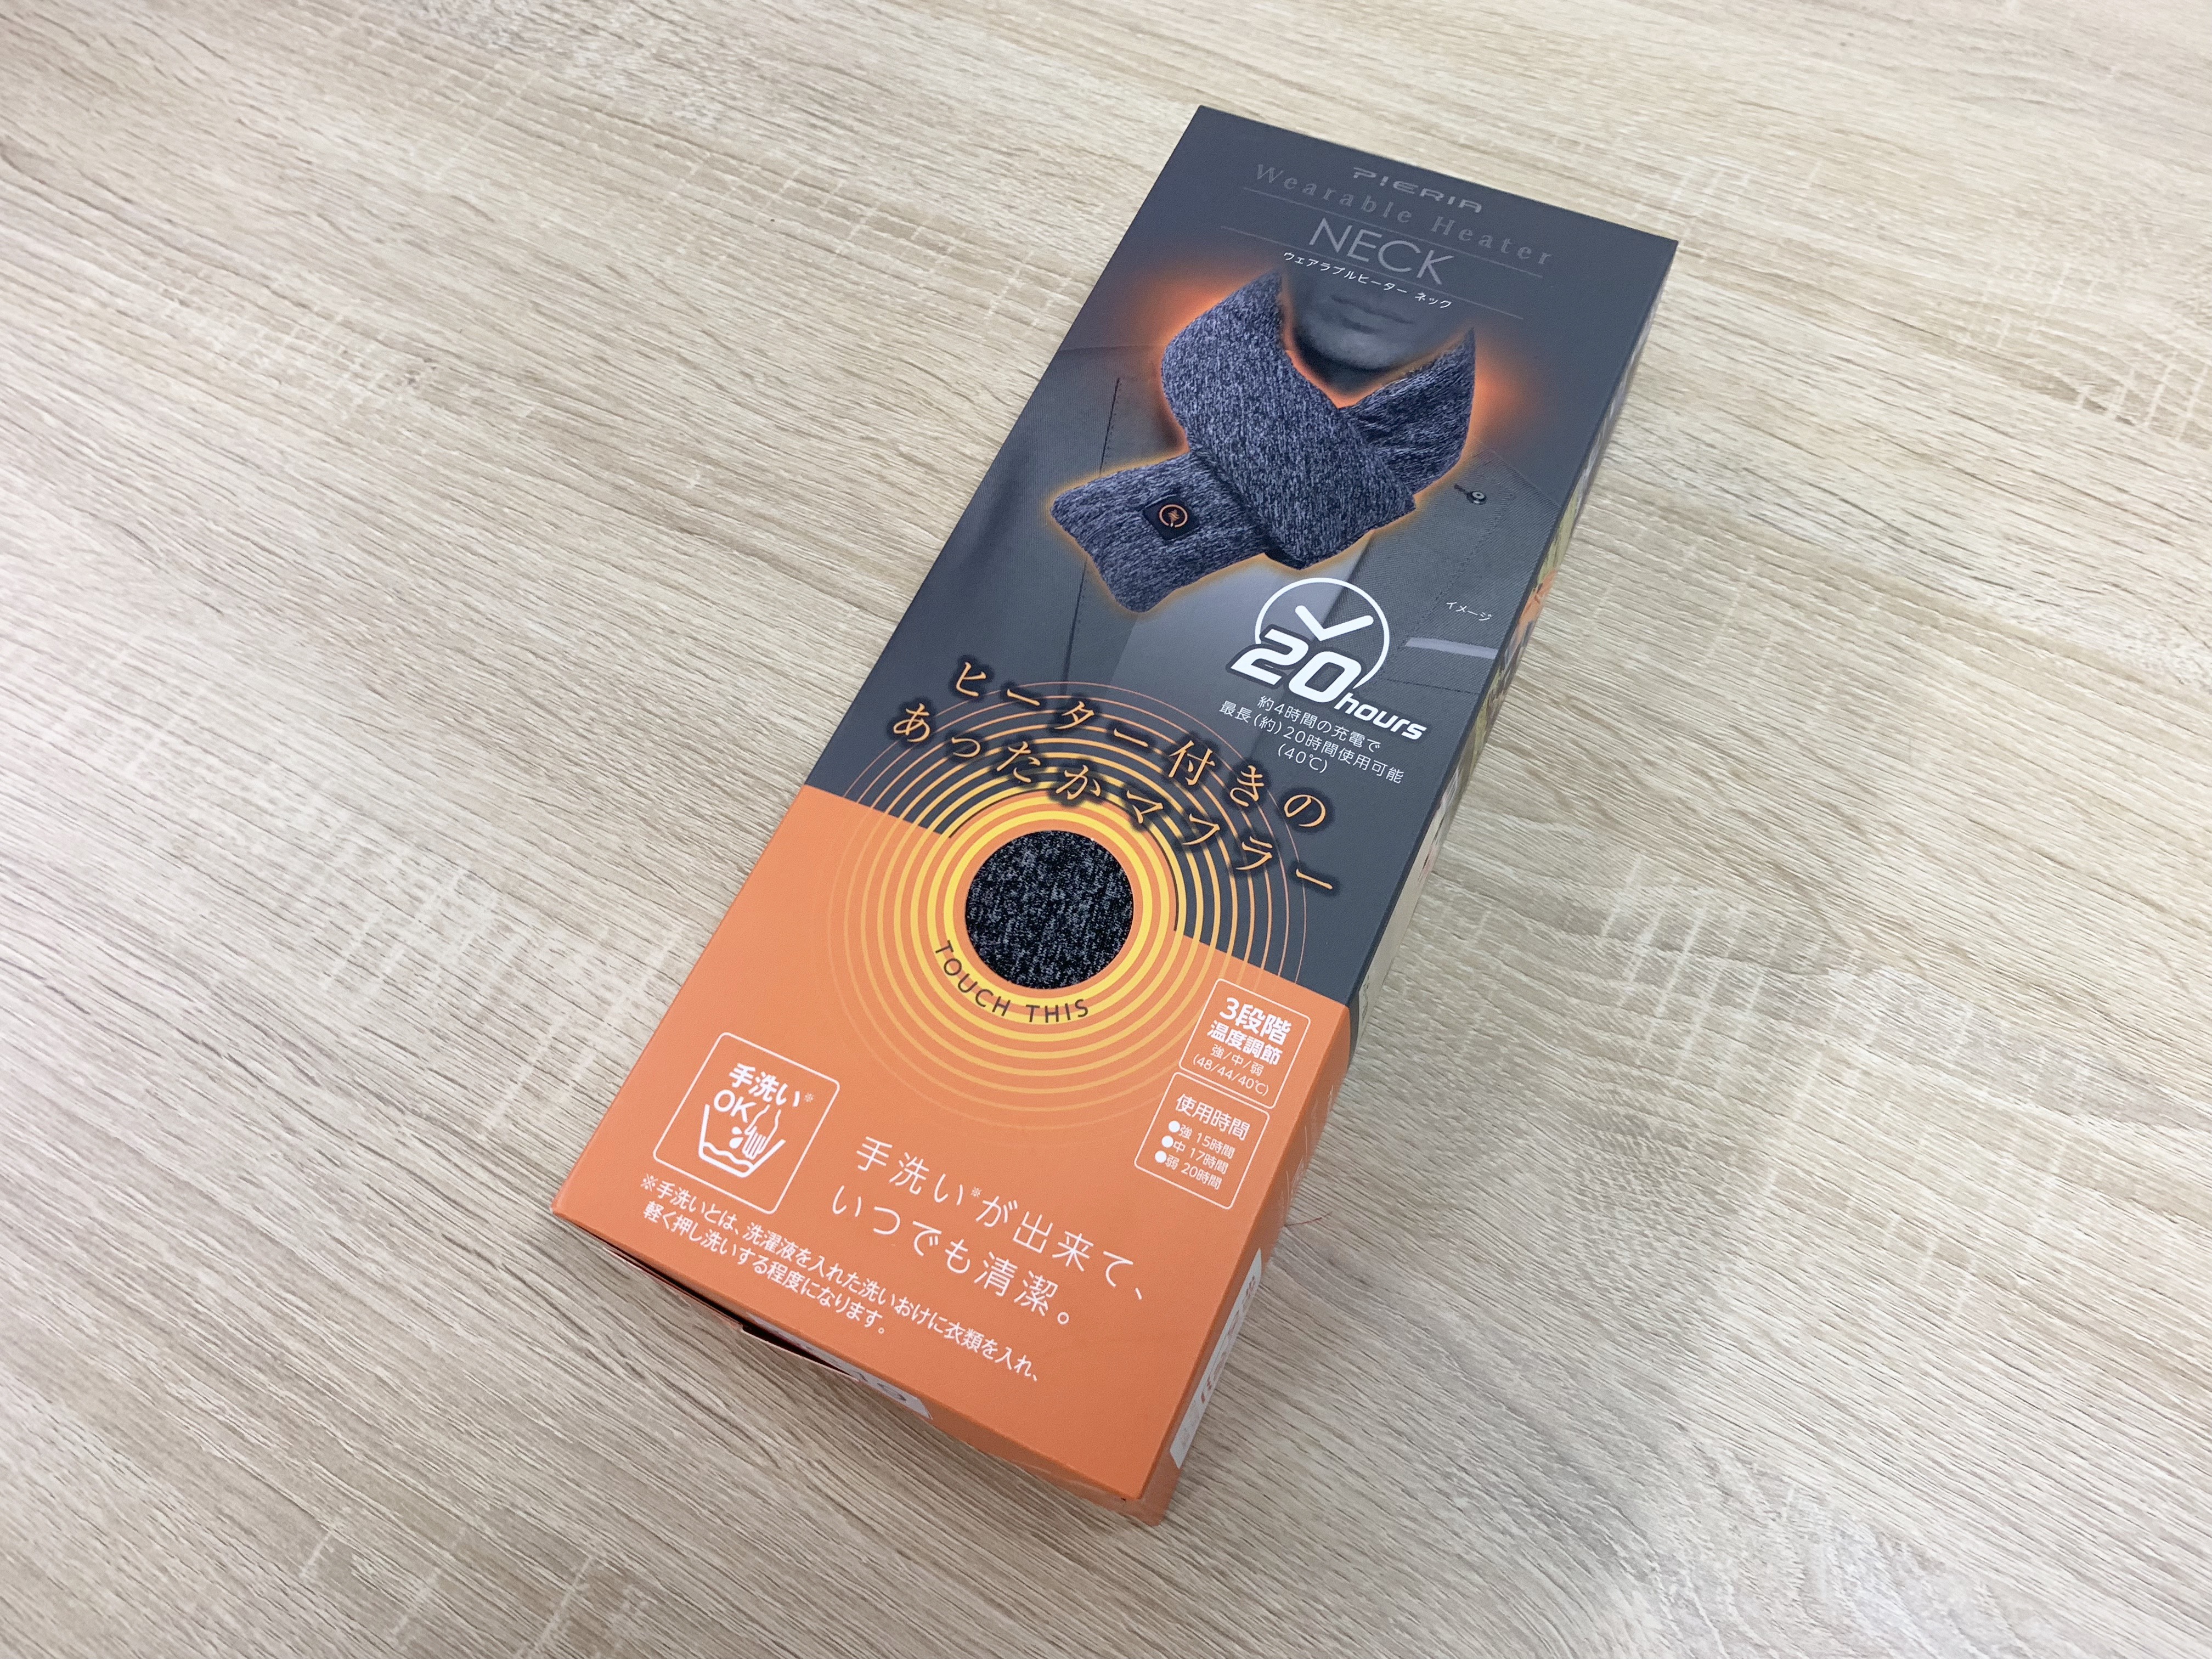 PIERIA
Wearable Heater
NECK
ウェアラブルヒーター ネック
イメージ
20hours
約4時間の充電で
最長(約)20時間使用可能
(40℃)
ヒーター付きの
あったかマフラー
TOUCH THIS
3段階
温度調節
強/中/弱
(48/44/40℃)
使用時間
●強 15時間
●中 17時間
●弱 20時間
手洗い※
OK
手洗い※が出来て、
いつでも清潔。
※手洗いとは、洗濯液を入れた洗いおけに衣類を入れ、
軽く押し洗いする程度になります。